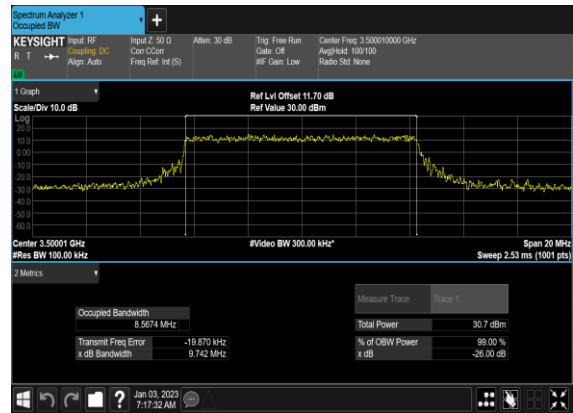 Spectrum Analyzer 1
Occupied BW
+
KEYSIGHT Input: RF Input Z: 50 Ω Atten: 30 dB Trig: Free Run Center Freq: 3.500010000 GHz
R T Coupling: DC Corr CCorr Gate: Off Avg|Hold: 100/100
Align: Auto Freq Ref: Int (S) #IF Gain: Low Radio Std: None
1 Graph
Ref Lvl Offset 11.70 dB
Scale/Div 10.0 dB Ref Value 30.00 dBm
Log
20.0
10.0
0.00
-10.0
-20.0
-30.0
-40.0
-50.0
-60.0
Center 3.50001 GHz #Video BW 300.00 kHz* Span 20 MHz
#Res BW 100.00 kHz Sweep 2.53 ms (1001 pts)
2 Metrics
Measure Trace Trace 1
Occupied Bandwidth
8.5674 MHz Total Power 30.7 dBm
Transmit Freq Error -19.870 kHz % of OBW Power 99.00 %
x dB Bandwidth 9.742 MHz x dB -26.00 dB
? Jan 03, 2023
7:17:32 AM